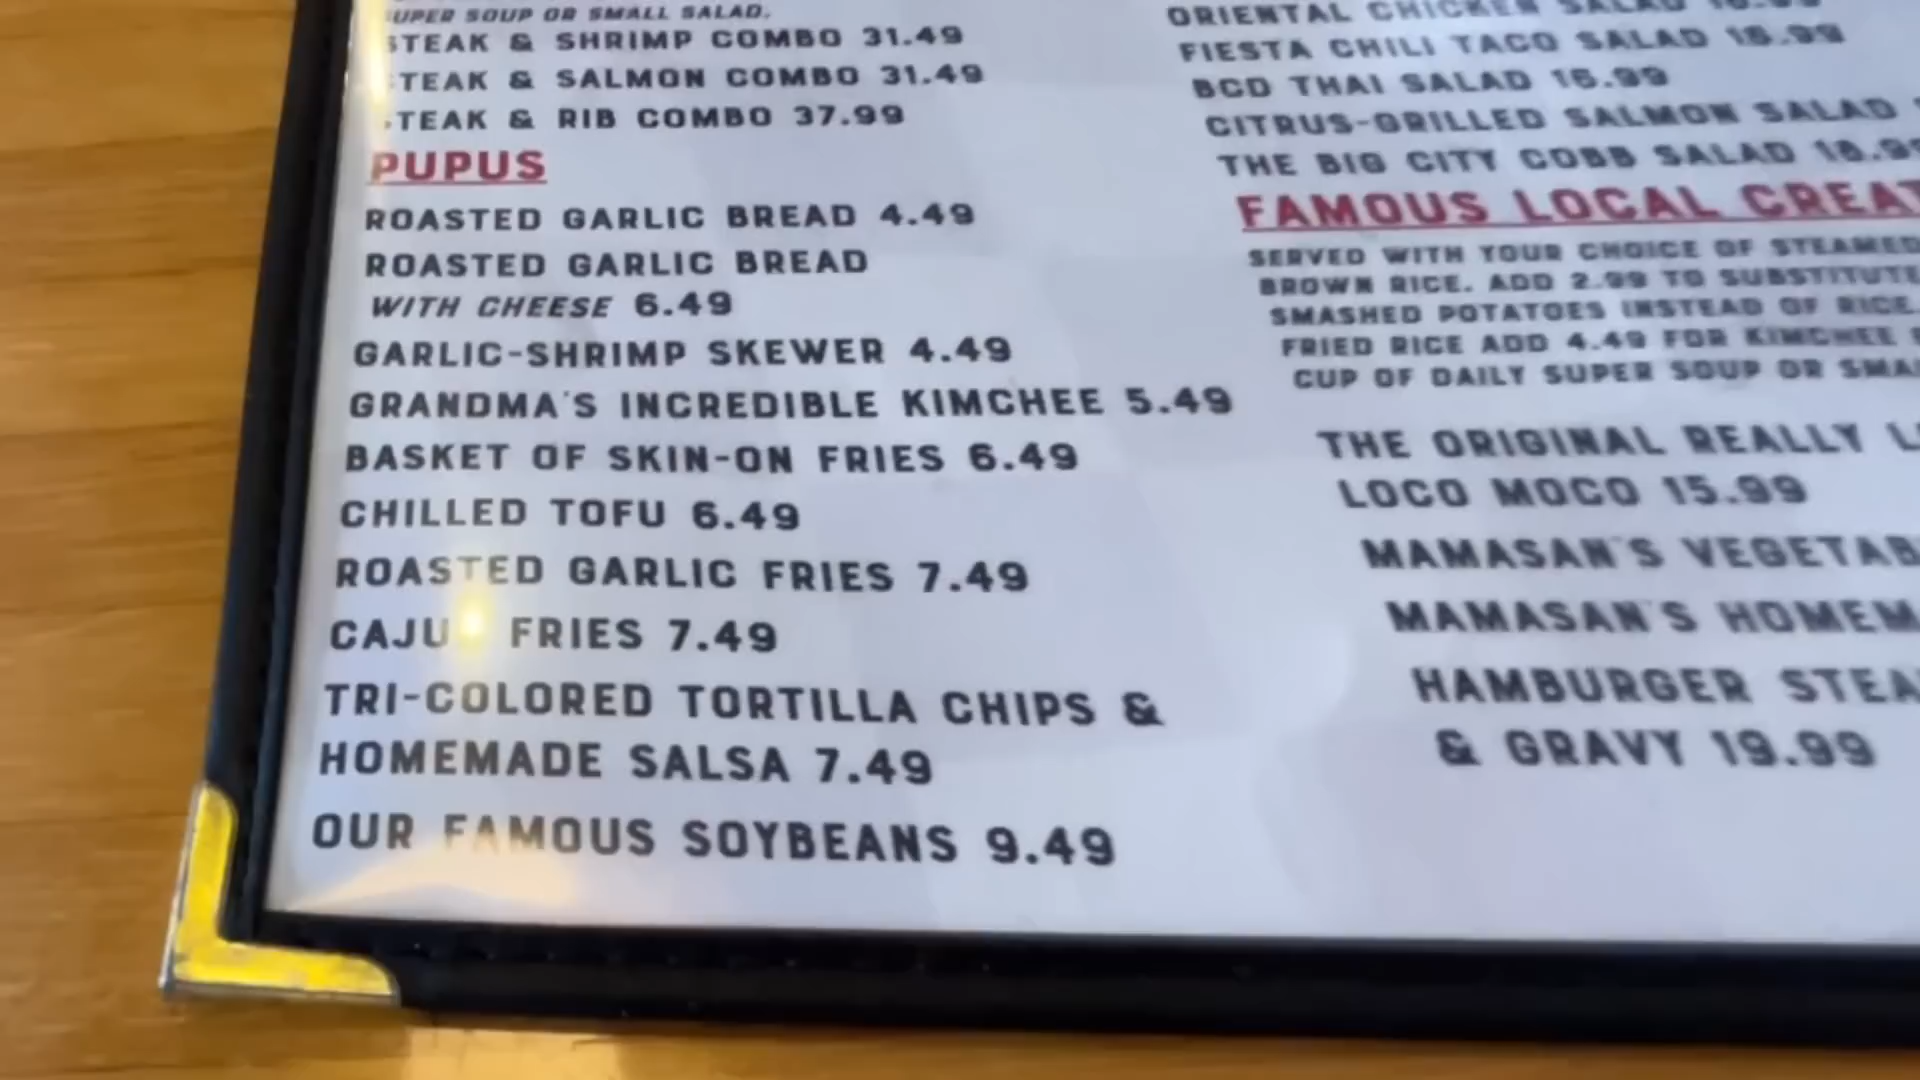 SUPER SOUP OR SMALL SALAD.
STEAK & SHRIMP COMBO 31.49
STEAK & SALMON COMBO 31.49
STEAK & RIB COMBO 37.99
PUPUS
ROASTED GARLIC BREAD 4.49
ROASTED GARLIC BREAD
WITH CHEESE 6.49
GARLIC-SHRIMP SKEWER 4.49
GRANDMA'S INCREDIBLE KIMCHEE 5.49
BASKET OF SKIN-ON FRIES 6.49
CHILLED TOFU 6.49
ROASTED GARLIC FRIES 7.49
CAJU FRIES 7.49
TRI-COLORED TORTILLA CHIPS &
HOMEMADE SALSA 7.49
OUR FAMOUS SOYBEANS 9.49
ORIENTAL CHICKEN SALAD
FIESTA CHILI TACO SALAD 16.99
BCD THAI SALAD 16.99
CITRUS-GRILLED SALMON SALAD
THE BIG CITY COBB SALAD 18.99
FAMOUS LOCAL CREAT
SERVED WITH YOUR CHOICE OF STEAMED
BROWN RICE. ADD 2.99 TO SUBSTITUTE
SMASHED POTATOES INSTEAD OF RICE.
FRIED RICE ADD 4.49 FOR KIMCHEE
CUP OF DAILY SUPER SOUP OR SMA
THE ORIGINAL REALLY L
LOCO MOCO 15.99
MAMASAN'S VEGETAB
MAMASAN'S HOMEM
HAMBURGER STEA
& GRAVY 19.99